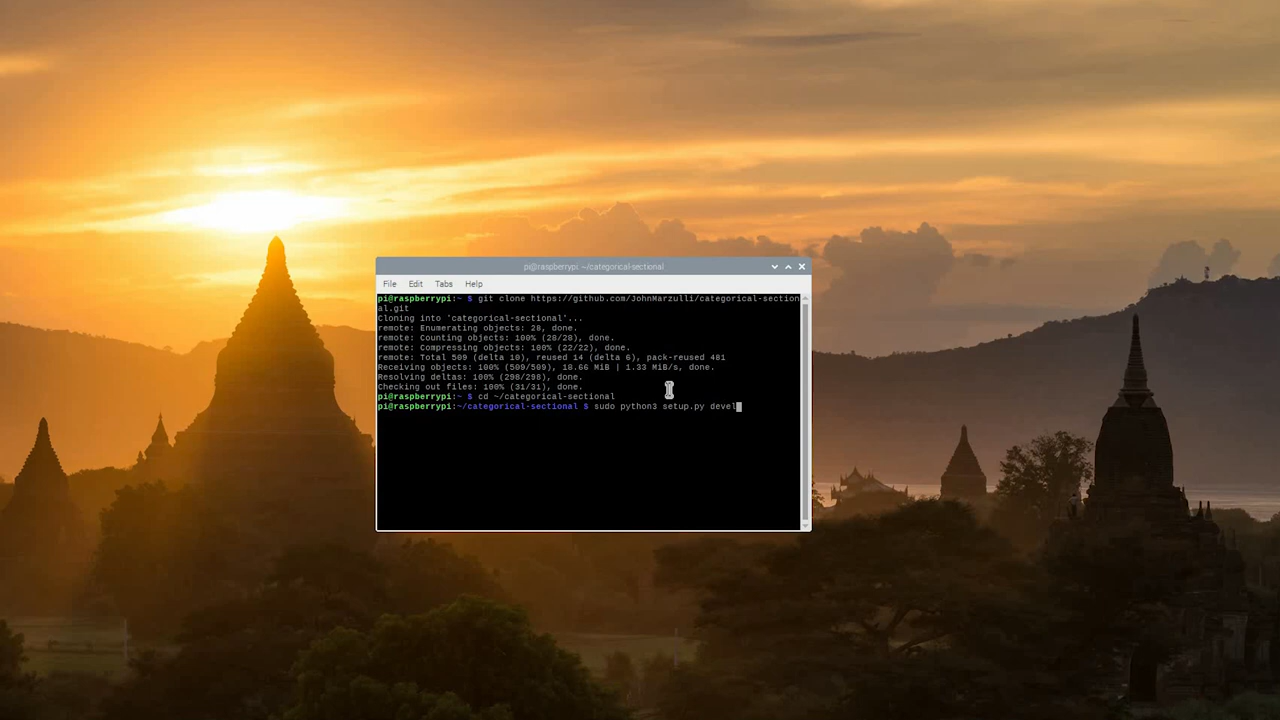 pi@raspberrypi: ~/categorical-sectional
File Edit Tabs Help
pi@raspberrypi:~ $ git clone https://github.com/JohnMarzulli/categorical-section
al.git
Cloning into 'categorical-sectional'...
remote: Enumerating objects: 28, done.
remote: Counting objects: 100% (28/28), done.
remote: Compressing objects: 100% (22/22), done.
remote: Total 509 (delta 10), reused 14 (delta 6), pack-reused 481
Receiving objects: 100% (509/509), 18.66 MiB | 1.33 MiB/s, done.
Resolving deltas: 100% (298/298), done.
Checking out files: 100% (31/31), done.
pi@raspberrypi:~ $ cd ~/categorical-sectional
pi@raspberrypi:~/categorical-sectional $ sudo python3 setup.py devel